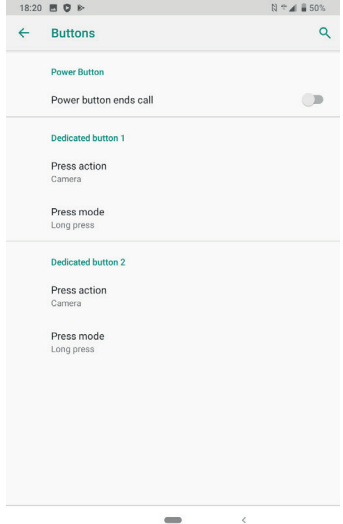 18:20 50%
Buttons
Power Button
Power button ends call
Dedicated button 1
Press action
Camera
Press mode
Long press
Dedicated button 2
Press action
Camera
Press mode
Long press